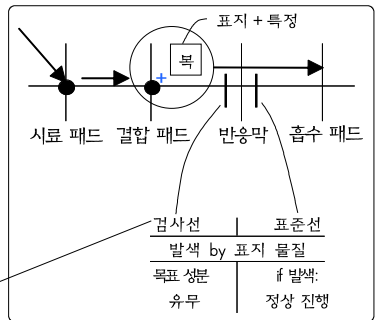 표지 + 특정
복
+
시료 패드 결합 패드 반응막 흡수 패드
검사선 표준선
발색 by 표지 물질
목표 성분 if 발색:
유무 정상 진행